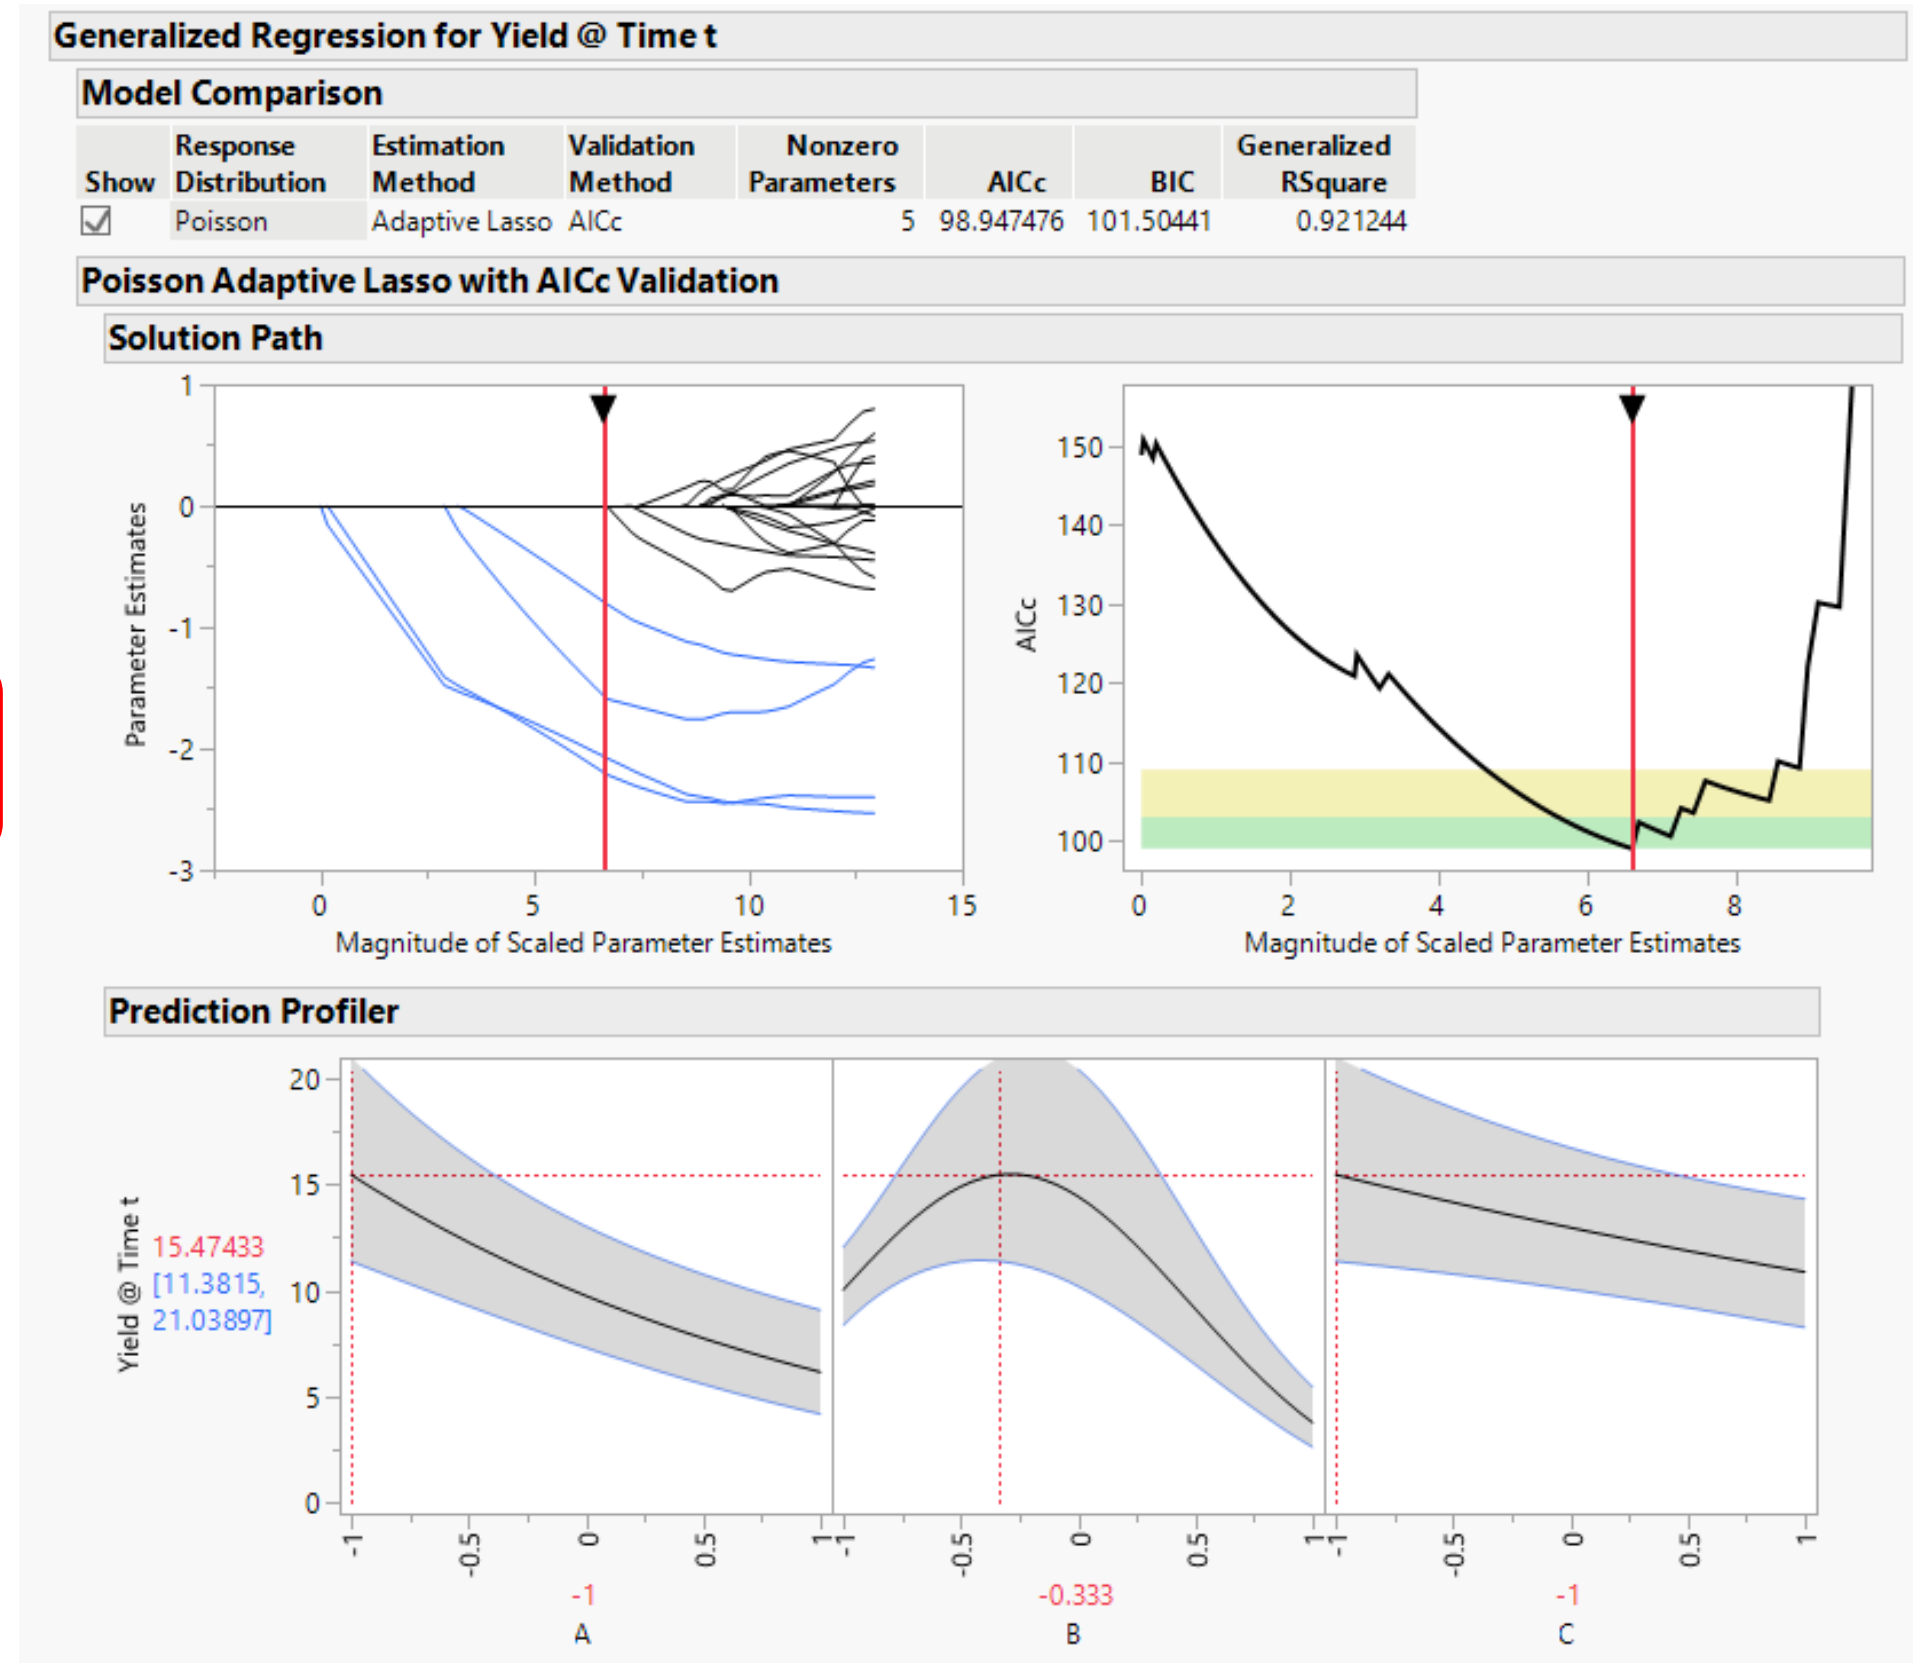 Generalized Regression for Yield @ Time t
Model Comparison
Show Response Distribution Estimation Method Validation Method Nonzero Parameters AICc BIC Generalized RSquare
Poisson Adaptive Lasso AICc 5 98.947476 101.50441 0.921244
Poisson Adaptive Lasso with AICc Validation
Solution Path
Parameter Estimates
1
0
-1
-2
-3
0 5 10 15
Magnitude of Scaled Parameter Estimates
AICc
150
140
130
120
110
100
0 2 4 6 8
Magnitude of Scaled Parameter Estimates
Prediction Profiler
Yield @ Time t
15.47433
[11.3815,
21.03897]
20
15
10
5
0
-1 -0.5 0 0.5 1 -1 -0.5 0 0.5 1 -1 -0.5 0 0.5 1
-1 -0.333 -1
A B C